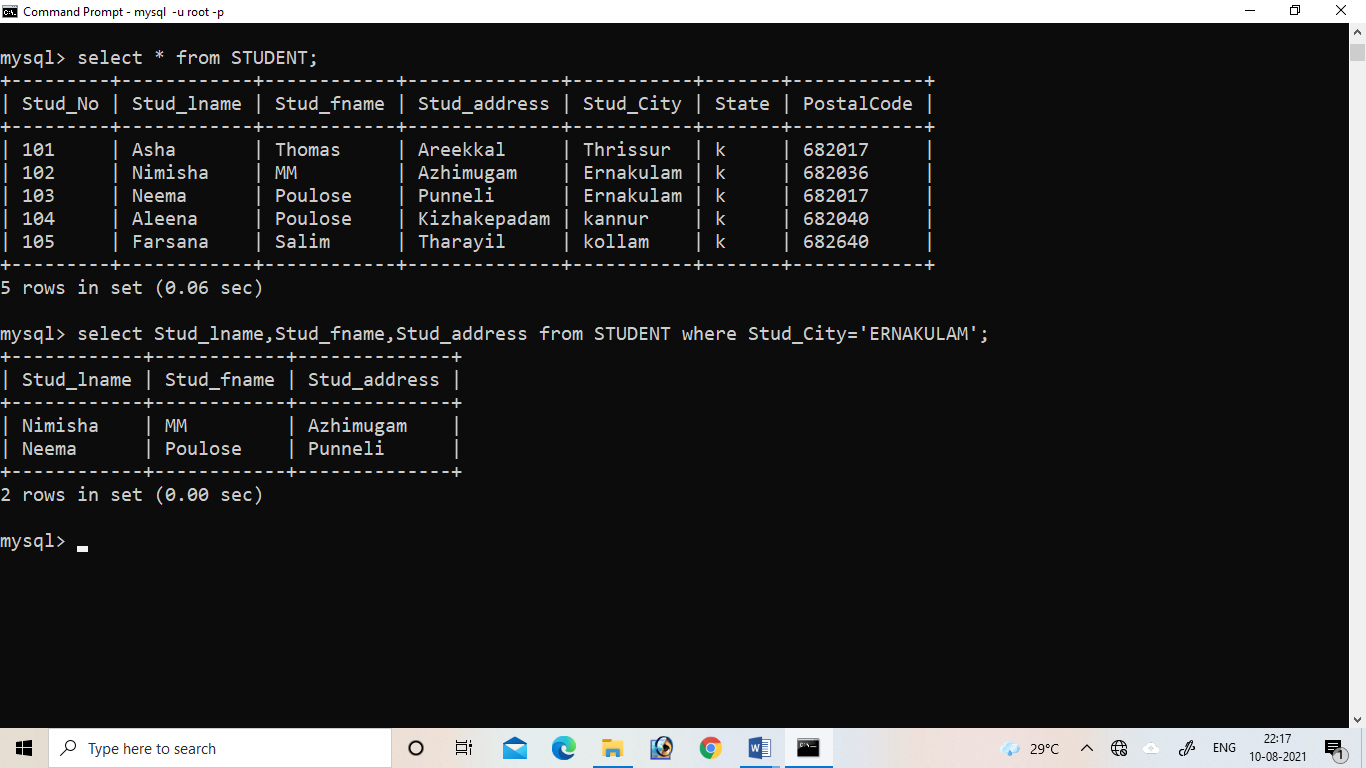 Command Prompt - mysql -u root -p
mysql> select * from STUDENT;
+---------+------------+------------+--------------+-----------+-------+------------+
| Stud_No | Stud_lname | Stud_fname | Stud_address | Stud_City | State | PostalCode |
+---------+------------+------------+--------------+-----------+-------+------------+
| 101     | Asha       | Thomas     | Areekkal     | Thrissur  | k     | 682017     |
| 102     | Nimisha    | MM         | Azhimugam    | Ernakulam | k     | 682036     |
| 103     | Neema      | Poulose    | Punneli      | Ernakulam | k     | 682017     |
| 104     | Aleena     | Poulose    | Kizhakepadam | kannur    | k     | 682040     |
| 105     | Farsana    | Salim      | Tharayil     | kollam    | k     | 682640     |
+---------+------------+------------+--------------+-----------+-------+------------+
5 rows in set (0.06 sec)
mysql> select Stud_lname,Stud_fname,Stud_address from STUDENT where Stud_City='ERNAKULAM';
+------------+------------+--------------+
| Stud_lname | Stud_fname | Stud_address |
+------------+------------+--------------+
| Nimisha    | MM         | Azhimugam    |
| Neema      | Poulose    | Punneli      |
+------------+------------+--------------+
2 rows in set (0.00 sec)
mysql>
Type here to search
29°C
ENG
22:17
10-08-2021
1